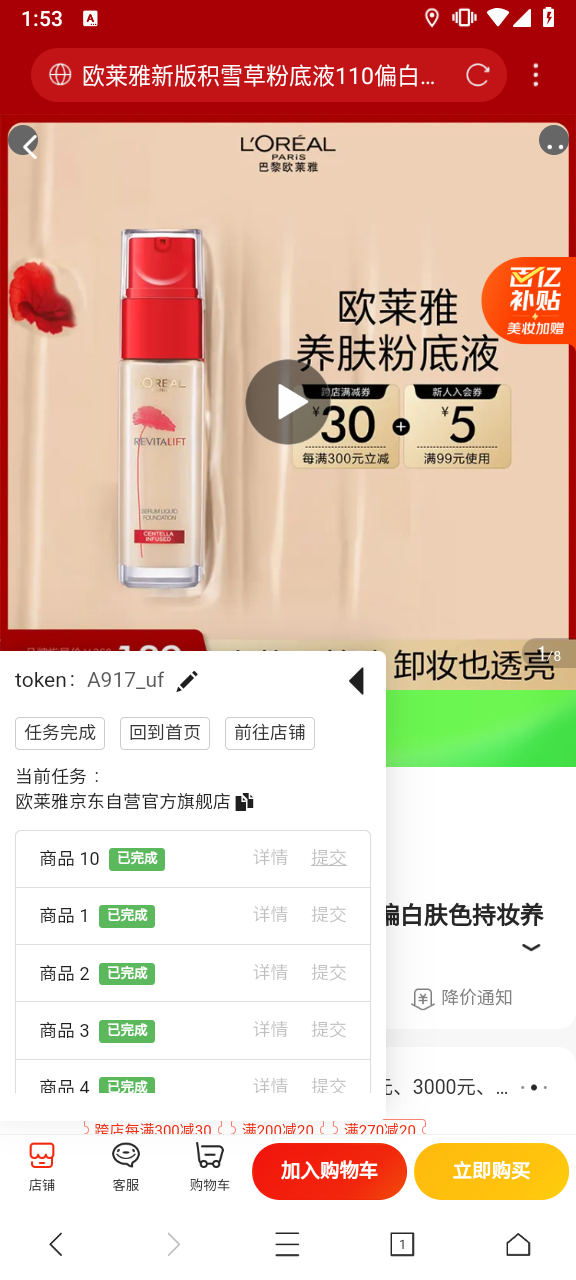 1:53
A
欧莱雅新版积雪草粉底液110偏白...
L'ORÉAL
PARIS
巴黎欧莱雅
百亿
补贴
美妆加赠
欧莱雅
养肤粉底液
跨店满减券
¥30
每满300元立减
+
新人入会券
¥5
满99元使用
L'ORÉAL
REVITALIFT
SERUM LIQUID
FOUNDATION
CENTELLA
INFUSED
卸妆也透亮
1/8
token: A917_uf
任务完成 回到首页 前往店铺
当前任务：
欧莱雅京东自营官方旗舰店
商品 10 已完成 详情 提交
商品 1 已完成 详情 提交
偏白肤色持妆养
商品 2 已完成 详情 提交
降价通知
商品 3 已完成 详情 提交
商品 4 已完成 详情 提交
元、3000元、...
跨店每满300减30 满200减20 满270减20
店铺 客服 购物车 加入购物车 立即购买
1